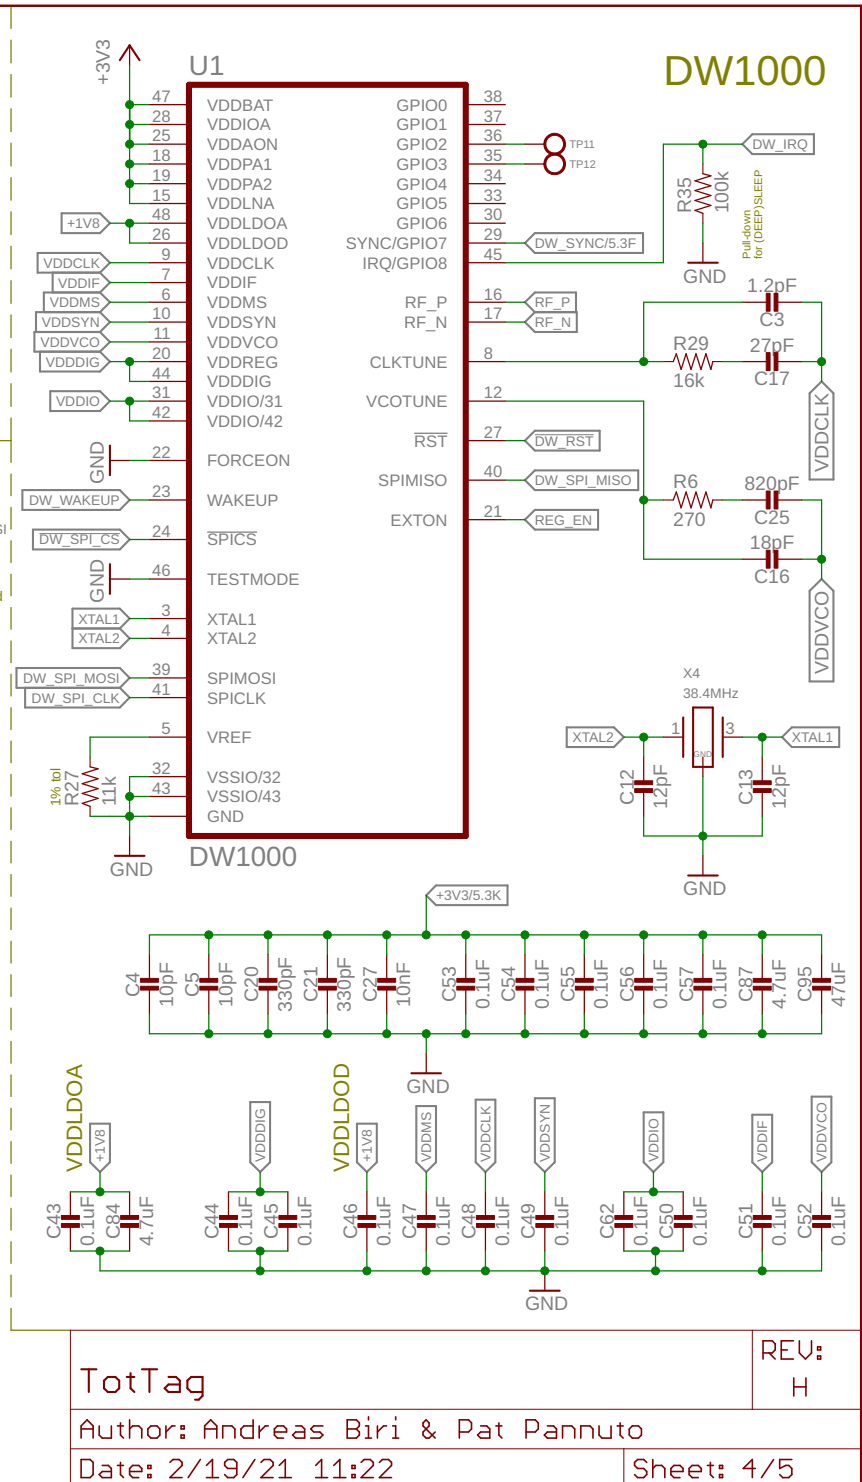 DW1000
+3V3
U1
47 VDDBAT GPIO0 38
28 VDDIOA GPIO1 37
25 VDDAON GPIO2 36 TP11
18 VDDPA1 GPIO3 35 TP12
19 VDDPA2 GPIO4 34
15 VDDLNA GPIO5 33
+1V8 48 VDDLDOA GPIO6 30
26 VDDLDOD SYNC/GPIO7 29 DW_SYNC/5.3F
VDDCLK 9 VDDCLK IRQ/GPIO8 45
VDDIF 7 VDDIF
VDDMS 6 VDDMS RF_P 16 RF_P
VDDSYN 10 VDDSYN RF_N 17 RF_N
VDDVCO 11 VDDVCO
VDDDIG 20 VDDREG CLKTUNE 8
44 VDDDIG
VDDIO 31 VDDIO/31 VCOTUNE 12
42 VDDIO/42
RST 27 DW_RST
GND 22 FORCEON
SPIMISO 40 DW_SPI_MISO
DW_WAKEUP 23 WAKEUP
EXTON 21 REG_EN
DW_SPI_CS 24 SPICS
GND 46 TESTMODE
XTAL1 3 XTAL1
XTAL2 4 XTAL2
DW_SPI_MOSI 39 SPIMOSI
DW_SPI_CLK 41 SPICLK
5 VREF
1% tol
R27
11k
32 VSSIO/32
43 VSSIO/43
GND
GND
DW1000
DW_IRQ
R35
100k
Pull-down
for (DEEP)SLEEP
GND
1.2pF
C3
R29
16k
27pF
C17
VDDCLK
R6
270
820pF
C25
18pF
C16
VDDVCO
X4
38.4MHz
XTAL2 1 GND 3 XTAL1
C12
12pF
C13
12pF
GND
+3V3/5.3K
C4
10pF
C5
10pF
C20
330pF
C21
330pF
C27
10nF
C53
0.1uF
C54
0.1uF
C55
0.1uF
C56
0.1uF
C57
0.1uF
C87
4.7uF
C95
47uF
GND
VDDLDOA
+1V8
VDDDIG
VDDLDOD
+1V8
VDDMS
VDDCLK
VDDSYN
VDDIO
VDDIF
VDDVCO
C43
0.1uF
C84
4.7uF
C44
0.1uF
C45
0.1uF
C46
0.1uF
C47
0.1uF
C48
0.1uF
C49
0.1uF
C62
0.1uF
C50
0.1uF
C51
0.1uF
C52
0.1uF
GND
TotTag
REV:
H
Author: Andreas Biri & Pat Pannuto
Date: 2/19/21 11:22
Sheet: 4/5